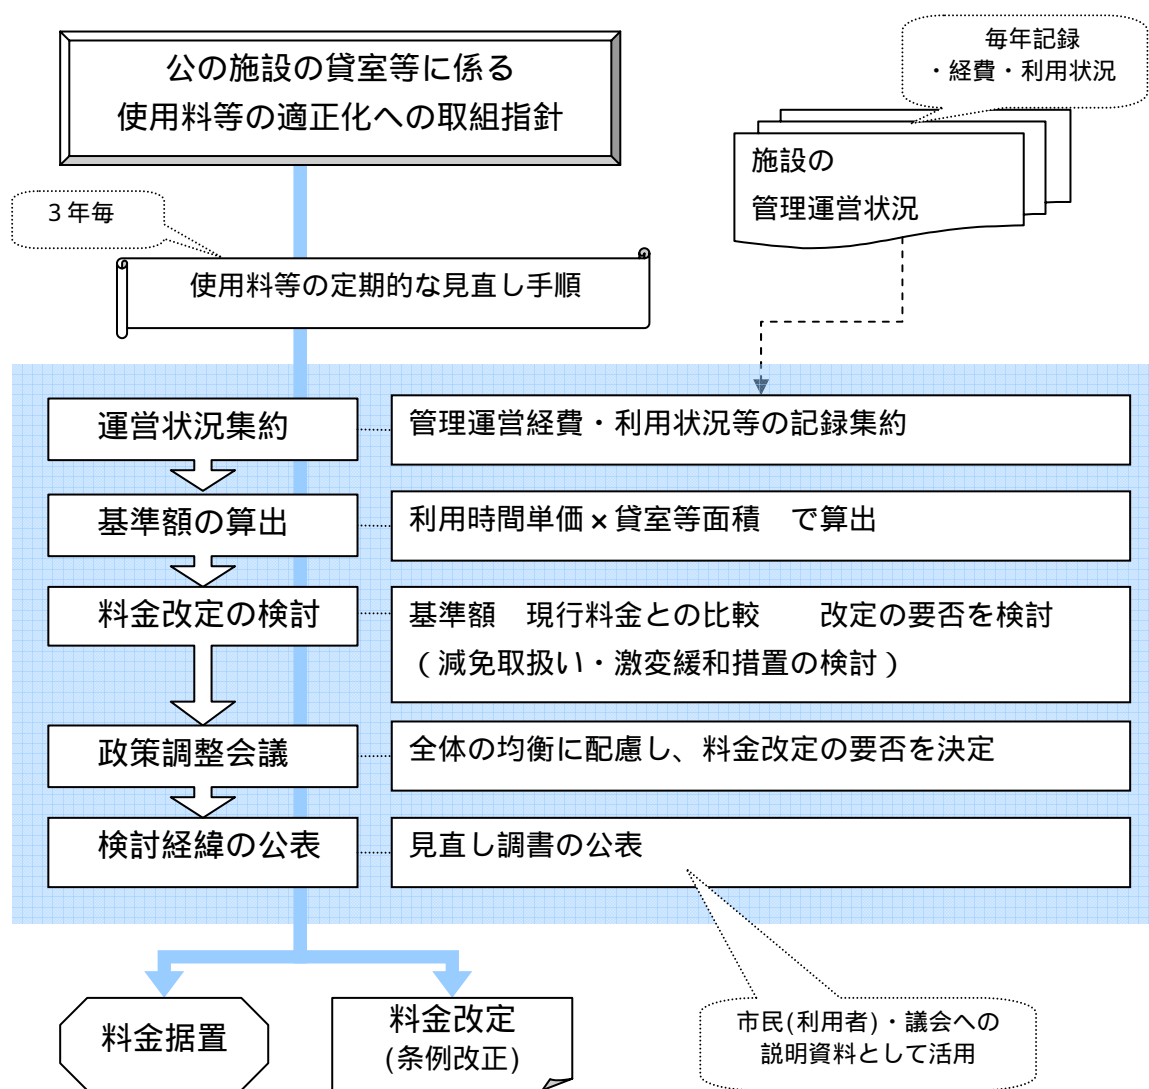 公の施設の貸室等に係る
使用料等の適正化への取組指針
毎年記録
・経費・利用状況
施設の
管理運営状況
3年毎
使用料等の定期的な見直し手順
運営状況集約
管理運営経費・利用状況等の記録集約
基準額の算出
利用時間単価×貸室等面積　で算出
料金改定の検討
基準額　現行料金との比較　　改定の要否を検討
(減免取扱い・激変緩和措置の検討)
政策調整会議
全体の均衡に配慮し、料金改定の要否を決定
検討経緯の公表
見直し調書の公表
料金据置
料金改定
(条例改正)
市民(利用者)・議会への
説明資料として活用